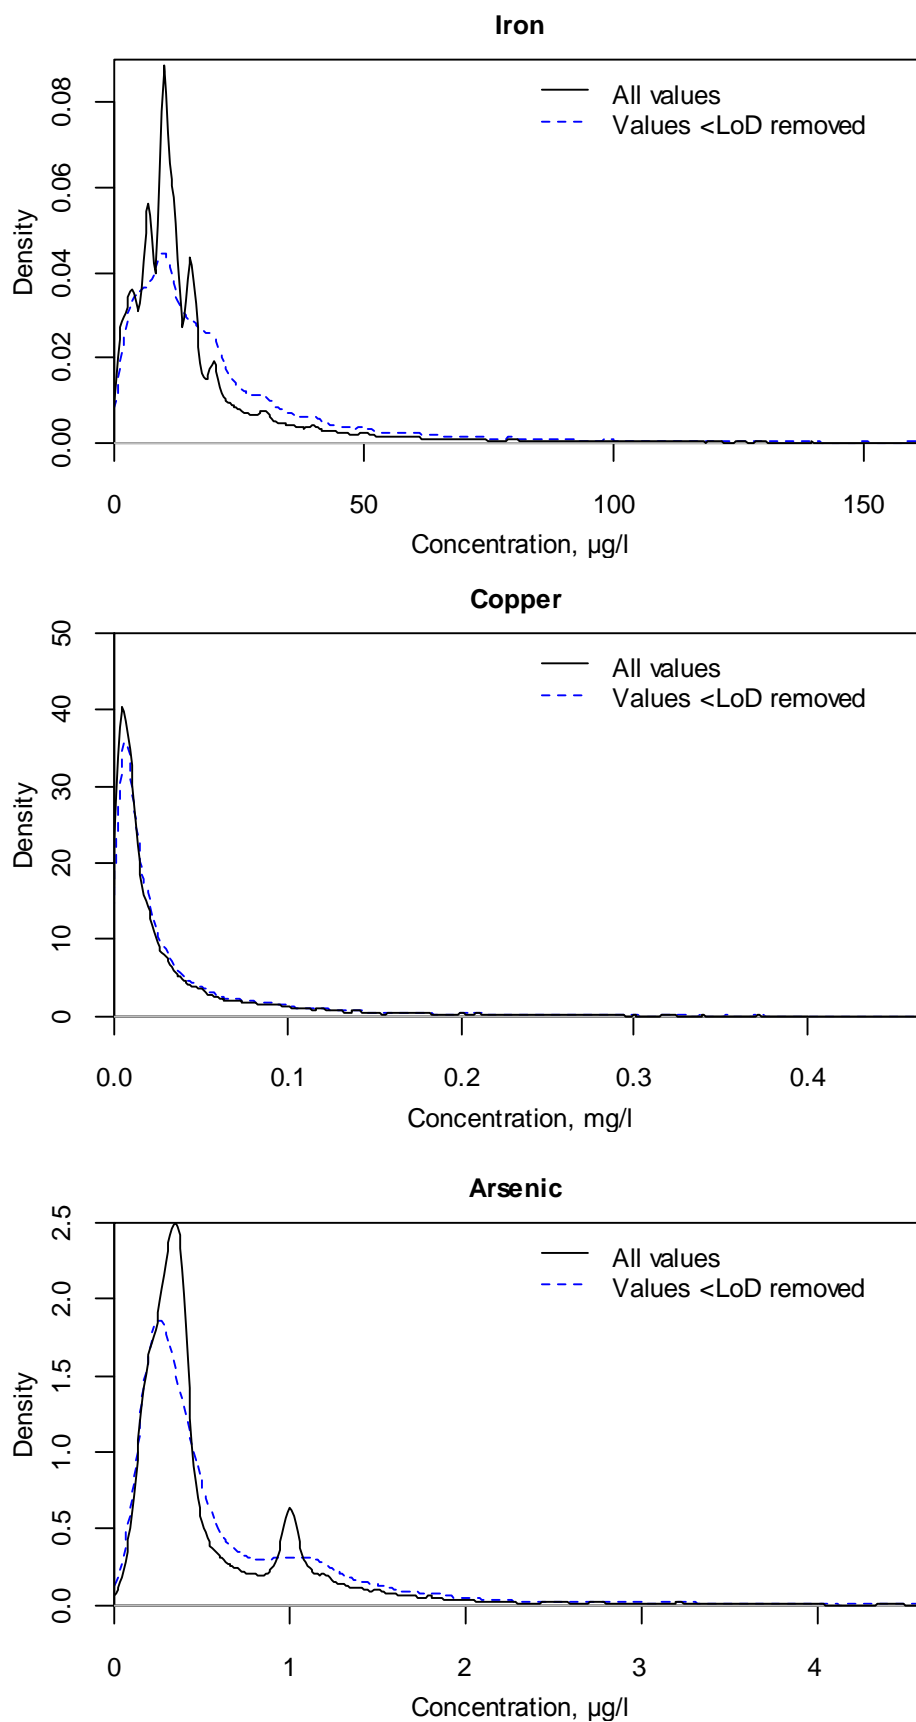 Iron
All values
Values <LoD removed
Density
0.00
0.02
0.04
0.06
0.08
0
50
100
150
Concentration, µg/l
Copper
All values
Values <LoD removed
Density
0
10
20
30
40
50
0.0
0.1
0.2
0.3
0.4
Concentration, mg/l
Arsenic
All values
Values <LoD removed
Density
0.0
0.5
1.0
1.5
2.0
2.5
0
1
2
3
4
Concentration, µg/l